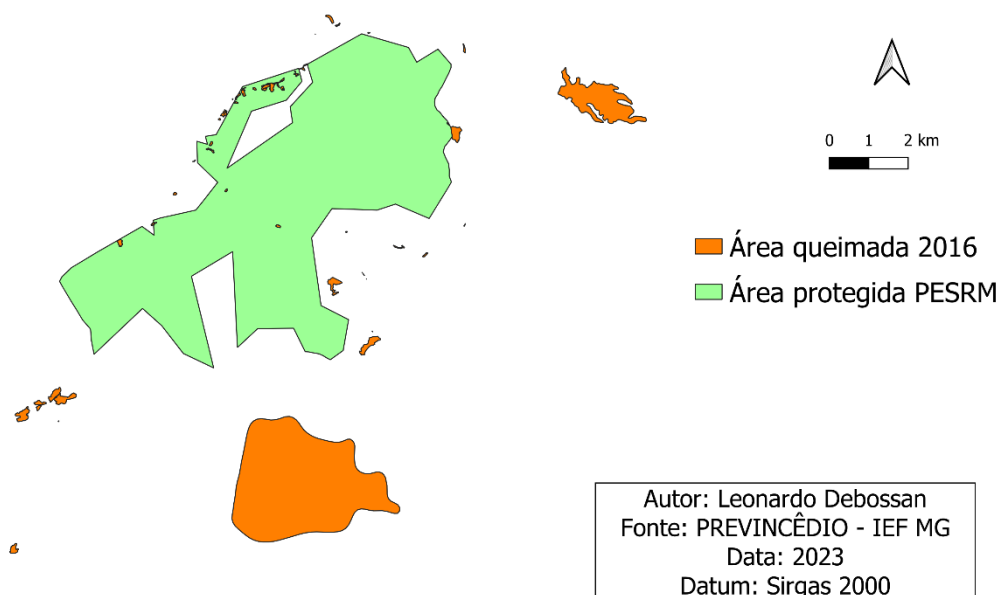 0 1 2 km
Área queimada 2016
Área protegida PESRM
Autor: Leonardo Debossan
Fonte: PREVINCÊDIO - IEF MG
Data: 2023
Datum: Sirgas 2000